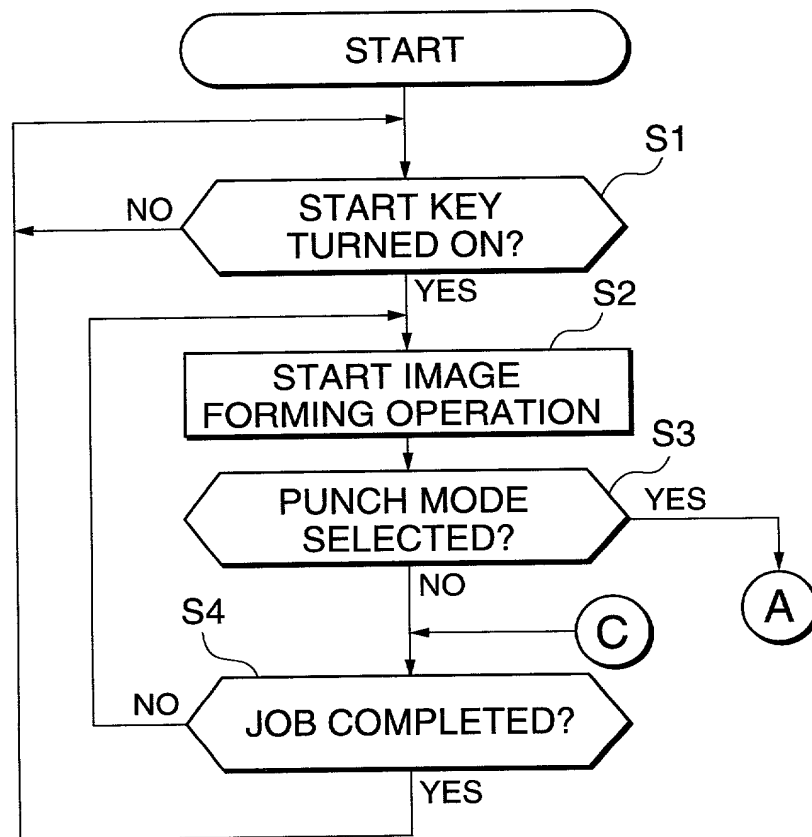 START
S1
NO
START KEY
TURNED ON?
YES
S2
START IMAGE
FORMING OPERATION
S3
PUNCH MODE
SELECTED?
YES
NO
A
S4
C
NO
JOB COMPLETED?
YES